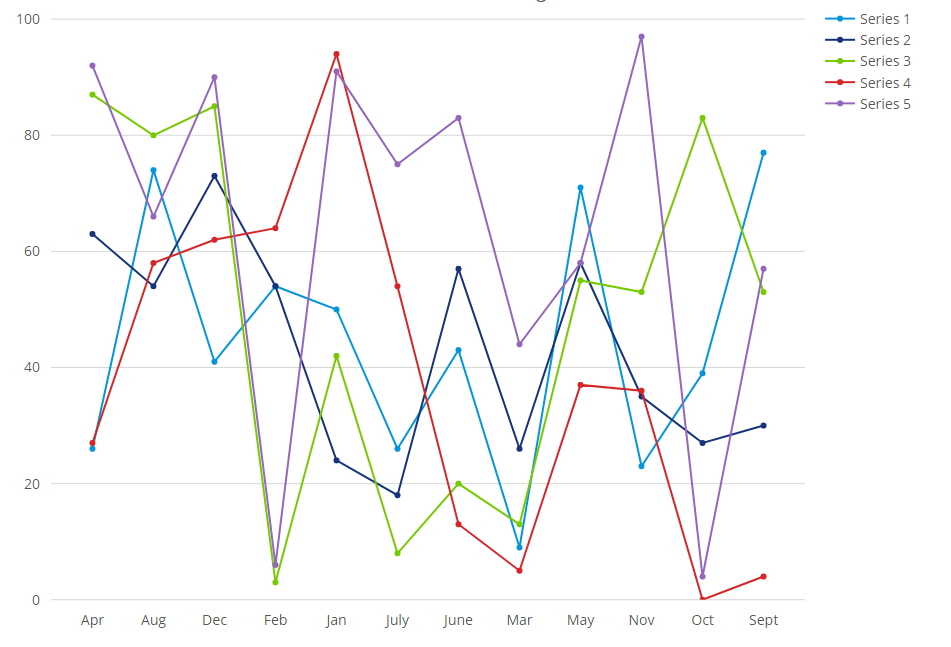 100
80
60
40
20
0
Apr Aug Dec Feb Jan July June Mar May Nov Oct Sept
Series 1
Series 2
Series 3
Series 4
Series 5